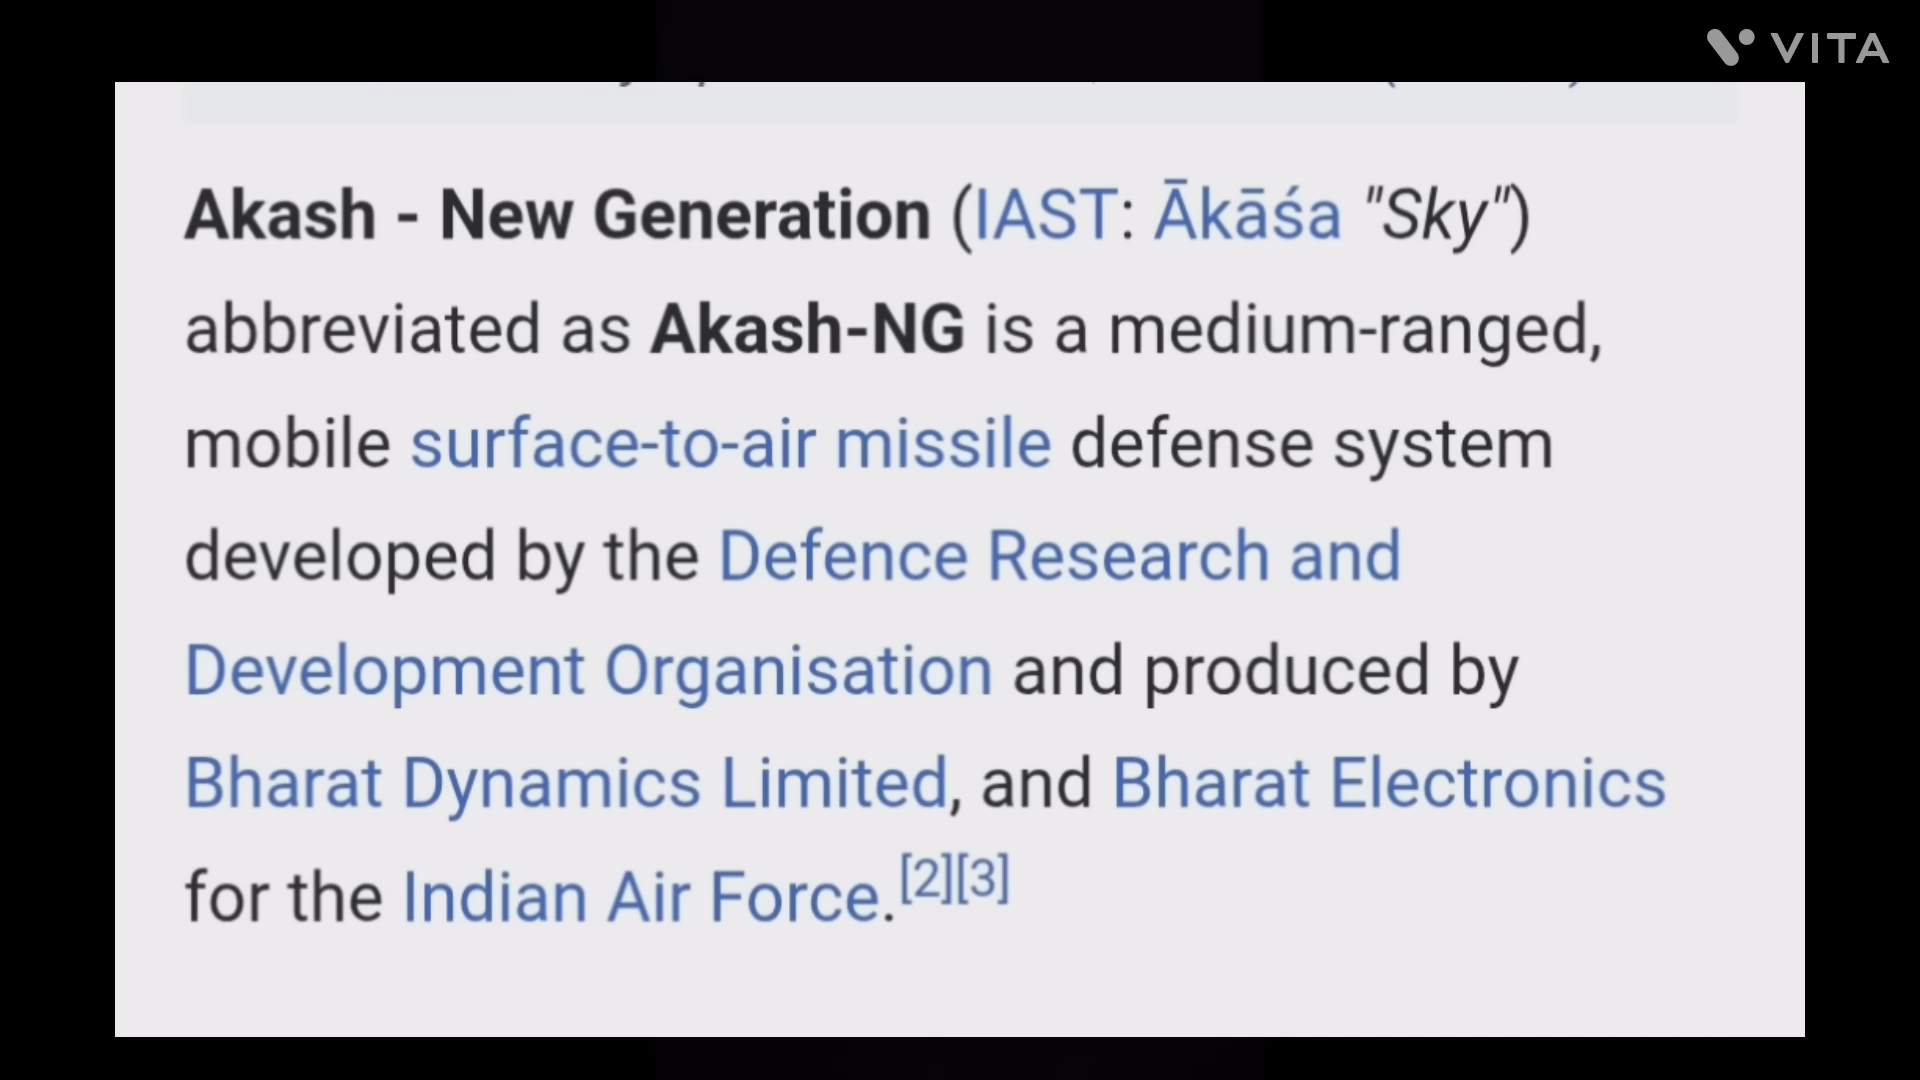 VITA
Akash - New Generation (IAST: Ākāśa "Sky")
abbreviated as Akash-NG is a medium-ranged,
mobile surface-to-air missile defense system
developed by the Defence Research and
Development Organisation and produced by
Bharat Dynamics Limited, and Bharat Electronics
for the Indian Air Force.[2][3]